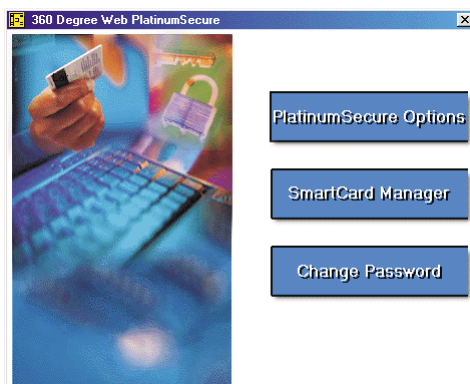 360 Degree Web PlatinumSecure
PlatinumSecure Options
SmartCard Manager
Change Password